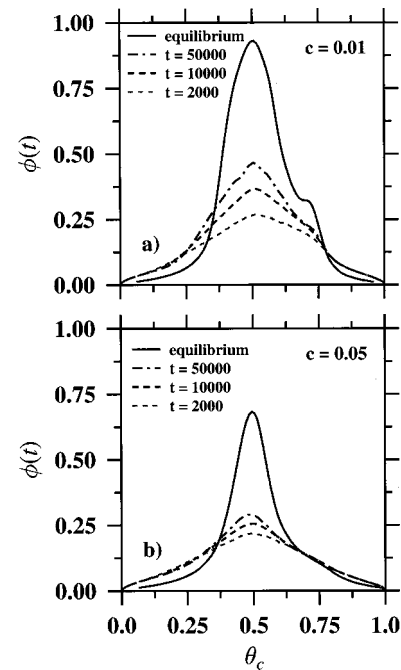 1.00
equilibrium
c = 0.01
t = 50000
t = 10000
0.75
t = 2000
ϕ(t)
0.50
0.25
a)
0.00
1.00
equilibrium
c = 0.05
t = 50000
t = 10000
0.75
t = 2000
ϕ(t)
0.50
0.25
b)
0.00
0.0 0.25 0.5 0.75 1.0
θc